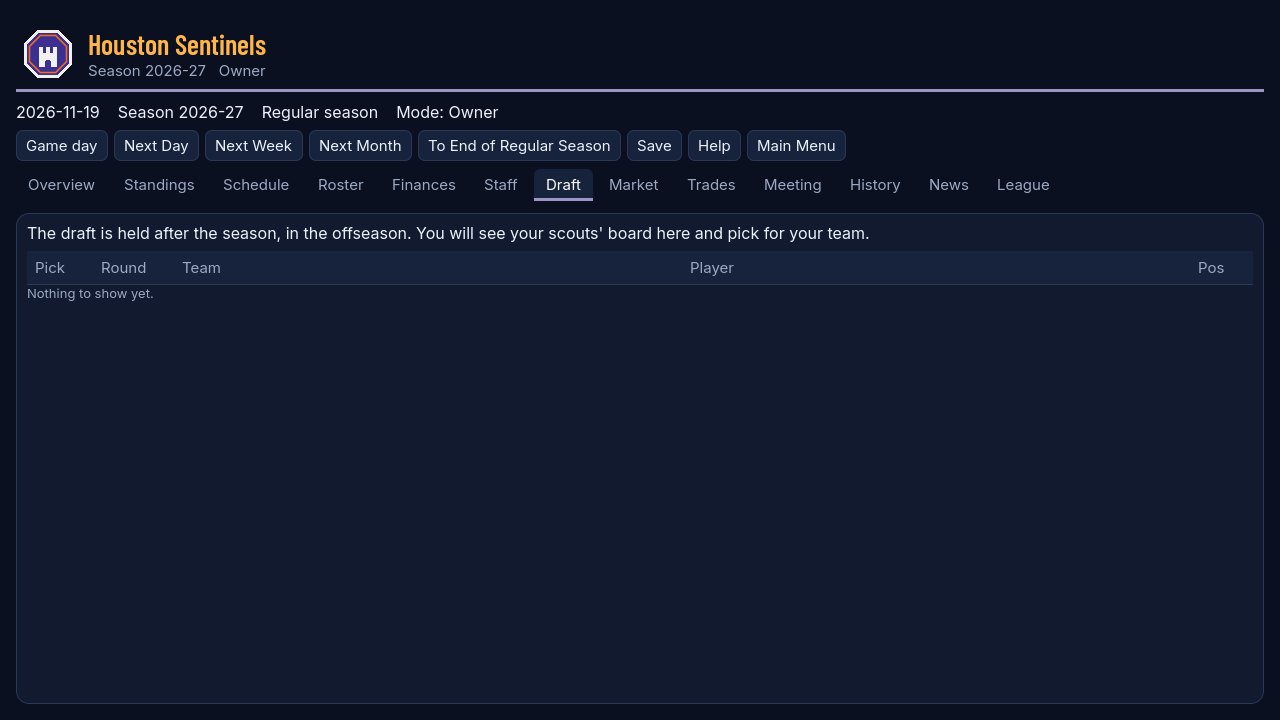 Houston Sentinels
Season 2026-27 Owner
2026-11-19 Season 2026-27 Regular season Mode: Owner
Game day Next Day Next Week Next Month To End of Regular Season Save Help Main Menu
Overview Standings Schedule Roster Finances Staff Draft Market Trades Meeting History News League
The draft is held after the season, in the offseason. You will see your scouts' board here and pick for your team.
Pick Round Team Player Pos
Nothing to show yet.